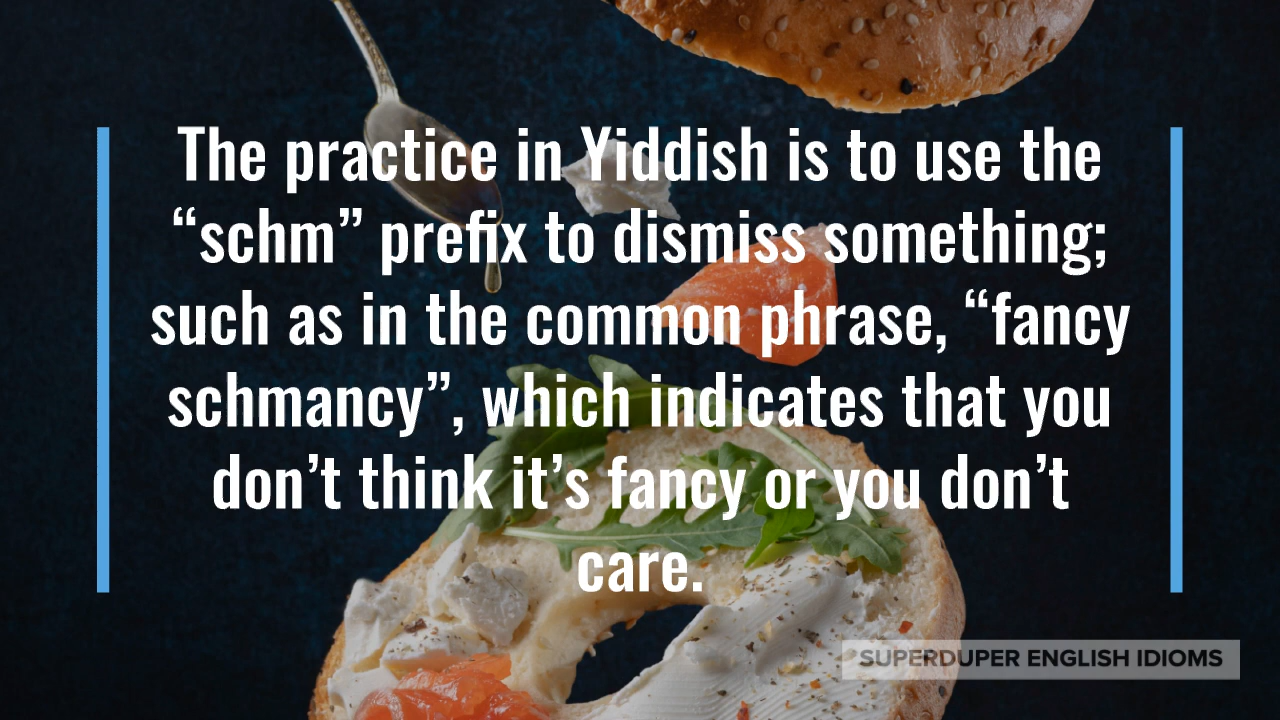 The practice in Yiddish is to use the
“schm” prefix to dismiss something;
such as in the common phrase, “fancy
schmancy”, which indicates that you
don’t think it’s fancy or you don’t
care.
SUPERDUPER ENGLISH IDIOMS